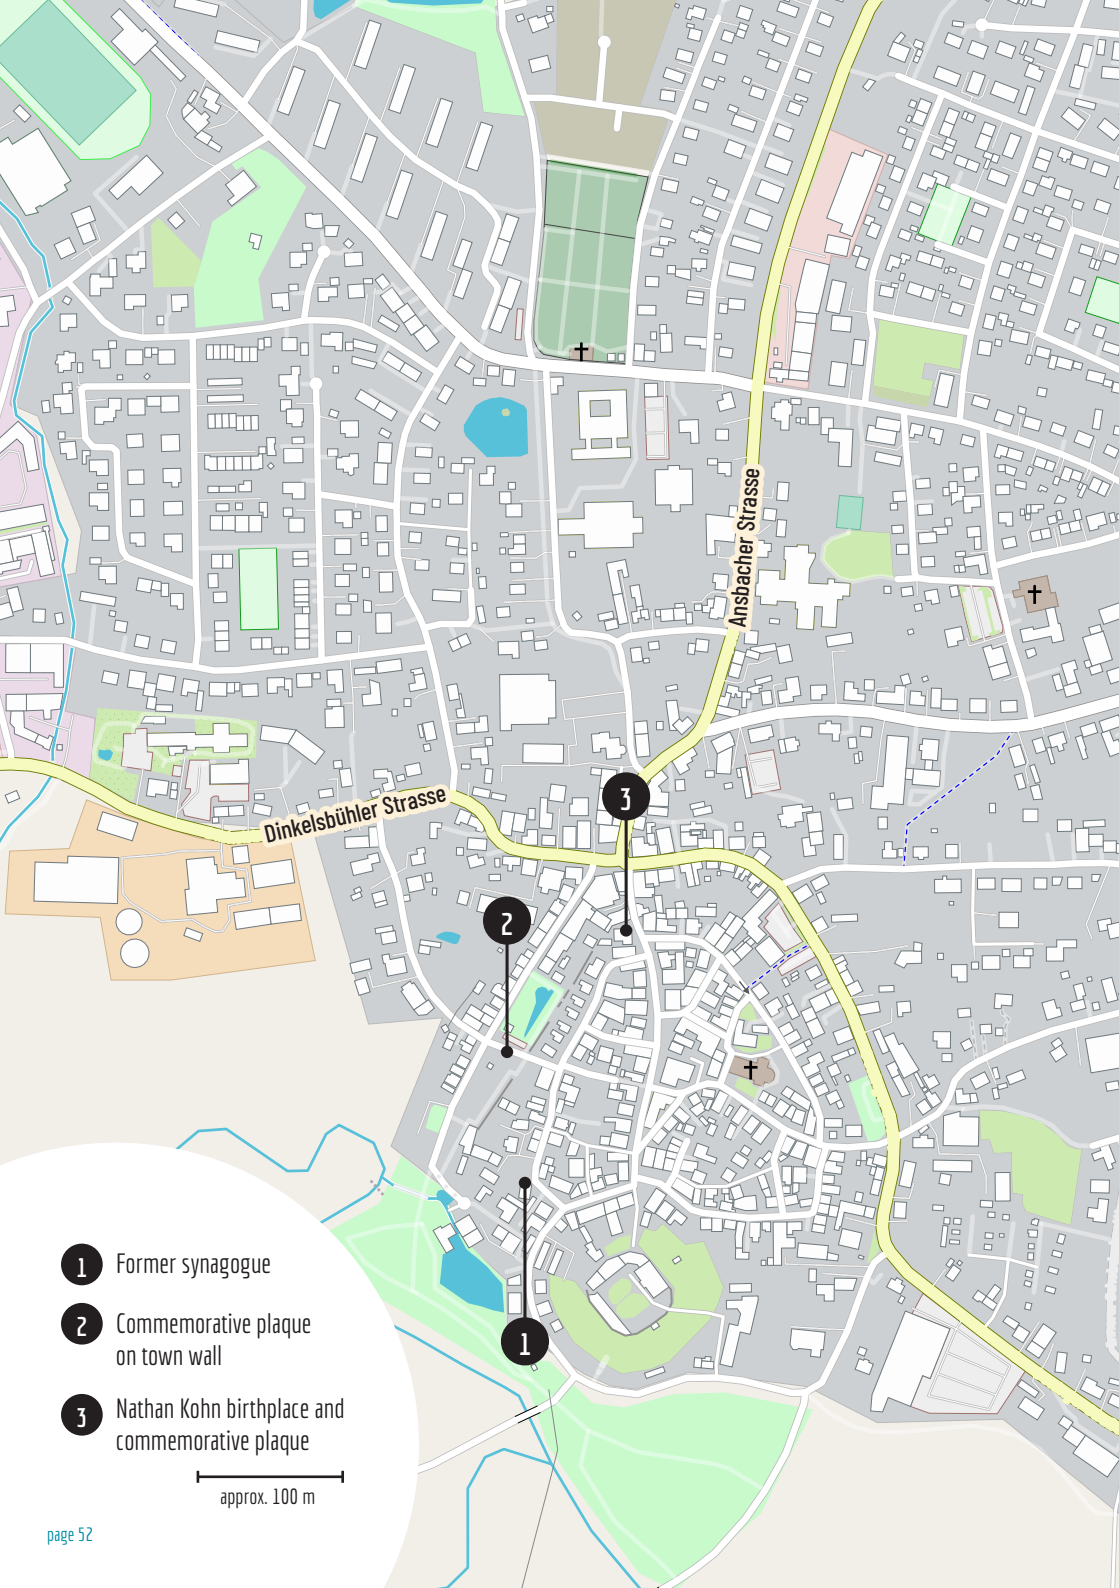 Ansbacher Strasse
3
Dinkelsbühler Strasse
2
1
1 Former synagogue
2 Commemorative plaque
on town wall
3 Nathan Kohn birthplace and
commemorative plaque
approx. 100 m
page 52